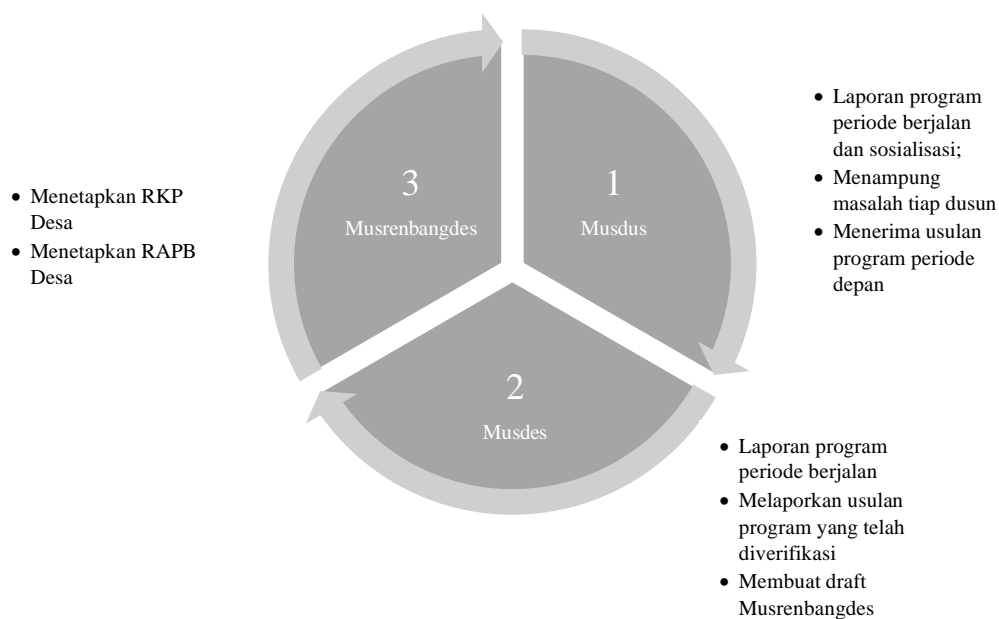 1
Musdus
• Laporan program
periode berjalan
dan sosialisasi;
• Menampung
masalah tiap dusun
• Menerima usulan
program periode
depan
2
Musdes
• Laporan program
periode berjalan
• Melaporkan usulan
program yang telah
diverifikasi
• Membuat draft
Musrenbangdes
3
Musrenbangdes
• Menetapkan RKP
Desa
• Menetapkan RAPB
Desa